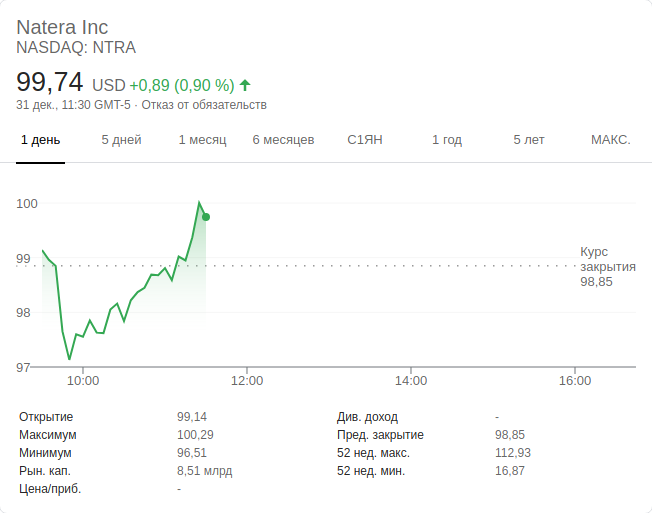 Natera Inc
NASDAQ: NTRA
99,74 USD +0,89 (0,90 %)
31 дек., 11:30 GMT-5 · Отказ от обязательств
1 день 5 дней 1 месяц 6 месяцев С1ЯН 1 год 5 лет МАКС.
100
99
98
97
Курс
закрытия
98,85
10:00 12:00 14:00 16:00
Открытие 99,14 Див. доход -
Максимум 100,29 Пред. закрытие 98,85
Минимум 96,51 52 нед. макс. 112,93
Рын. кап. 8,51 млрд 52 нед. мин. 16,87
Цена/приб. -